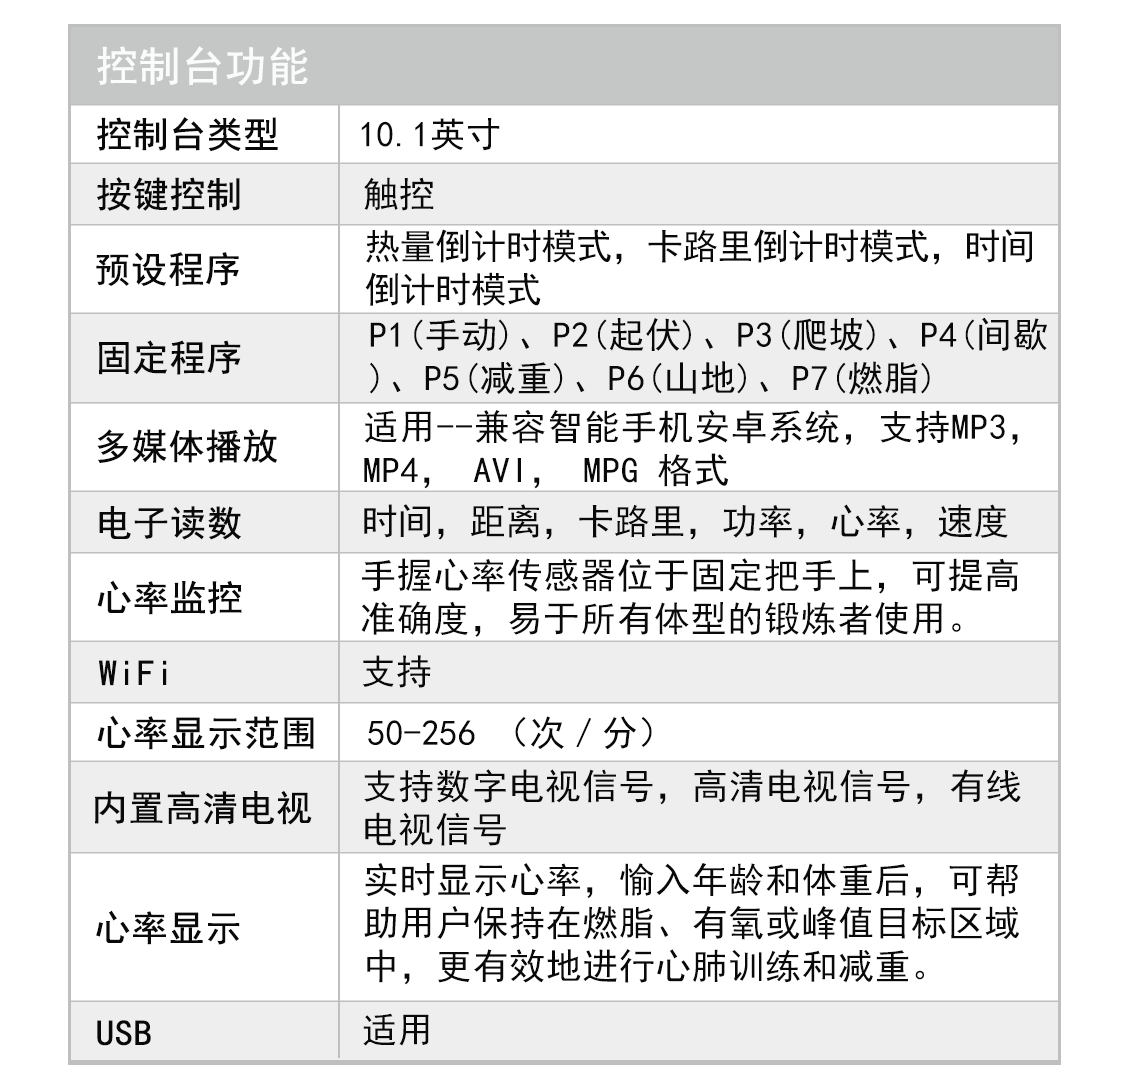 控制台功能
控制台类型 10.1英寸
按键控制 触控
预设程序 热量倒计时模式，卡路里倒计时模式，时间
倒计时模式
固定程序 P1(手动)、P2(起伏)、P3(爬坡)、P4(间歇
)、P5(减重)、P6(山地)、P7(燃脂)
多媒体播放 适用--兼容智能手机安卓系统，支持MP3，
MP4， AVI， MPG 格式
电子读数 时间，距离，卡路里，功率，心率，速度
心率监控 手握心率传感器位于固定把手上，可提高
准确度，易于所有体型的锻炼者使用。
WiFi 支持
心率显示范围 50-256 （次/分）
内置高清电视 支持数字电视信号，高清电视信号，有线
电视信号
心率显示 实时显示心率，愉入年龄和体重后，可帮
助用户保持在燃脂、有氧或峰值目标区域
中，更有效地进行心肺训练和减重。
USB 适用